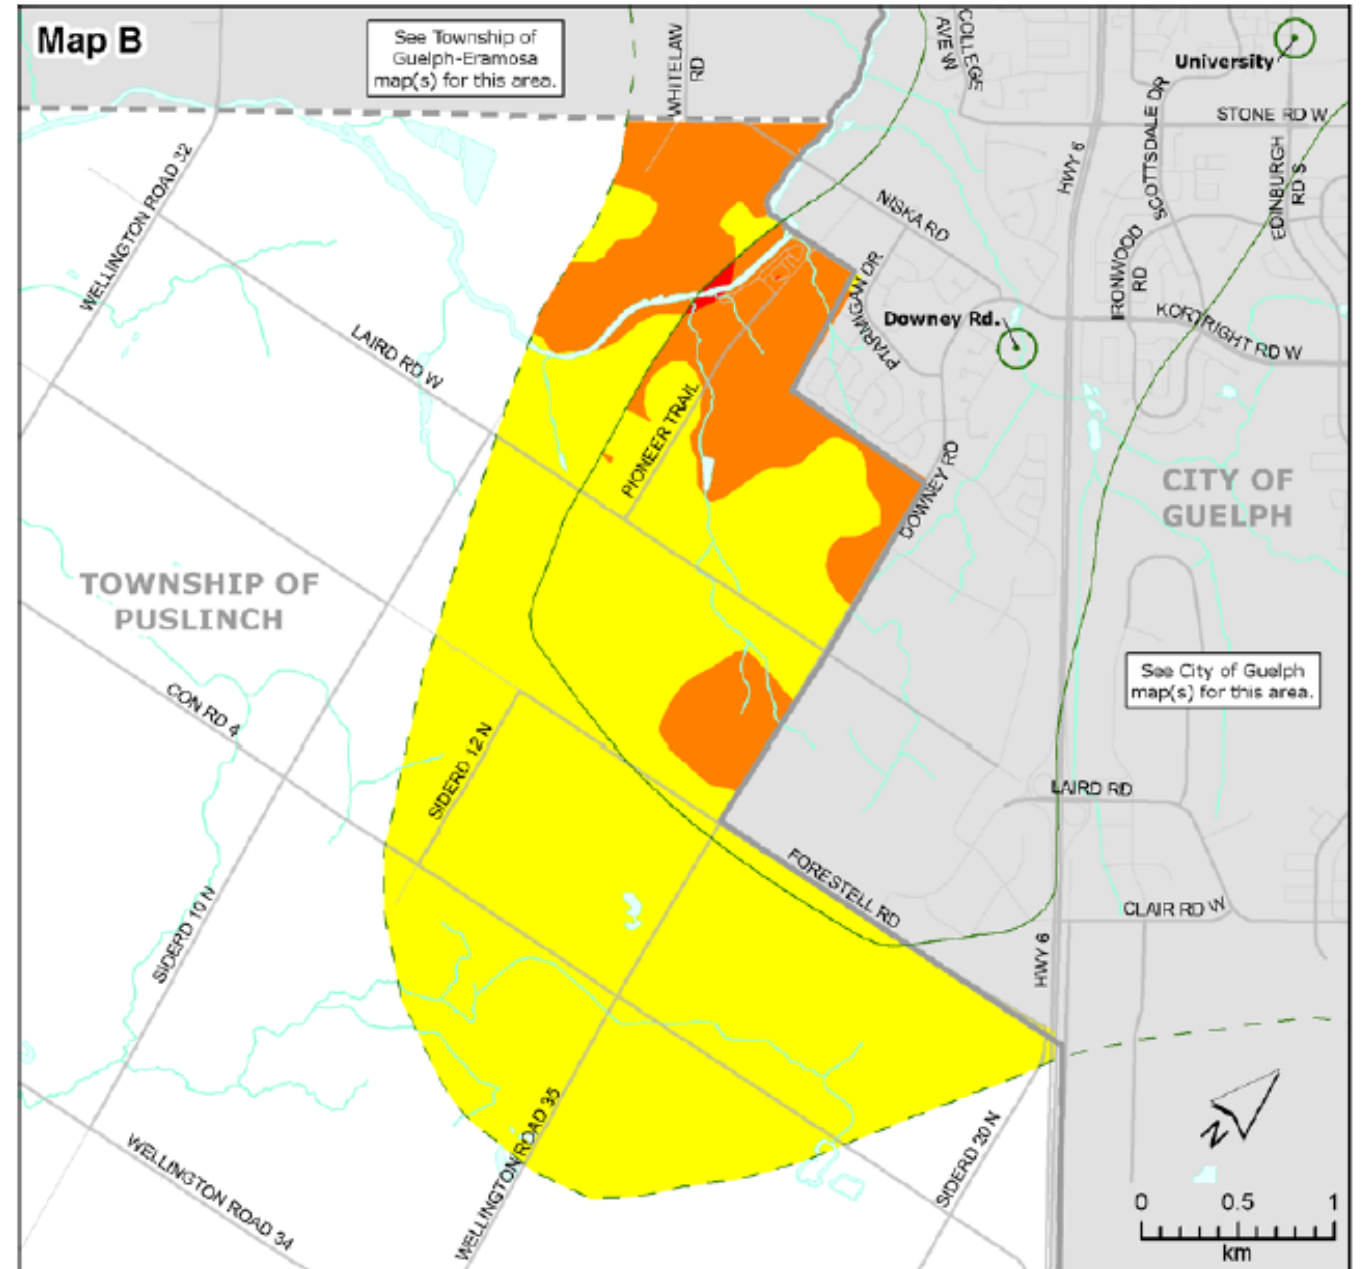 Map B
See Township of
Guelph-Eramosa
map(s) for this area.
WHITELAW
RD
COLLEGE
AVE W
University
STONE RD W
SCOTTSDALE DR
EDINBURGH
RD S
HWY 6
WELLINGTON ROAD 32
NISKA RD
IRONWOOD
RD
KORTRIGHT RD W
PTARMIGAN DR
Downey Rd.
LAIRD RD W
PIONEER TRAIL
DOWNEY RD
CITY OF
GUELPH
TOWNSHIP OF
PUSLINCH
See City of Guelph
map(s) for this area.
CON RD 4
SIDERD 12 N
LAIRD RD
FORESTELL RD
CLAIR RD W
SIDERD 10 N
HWY 6
WELLINGTON ROAD 35
SIDERD 20 N
WELLINGTON ROAD 34
N
0 0.5 1
km